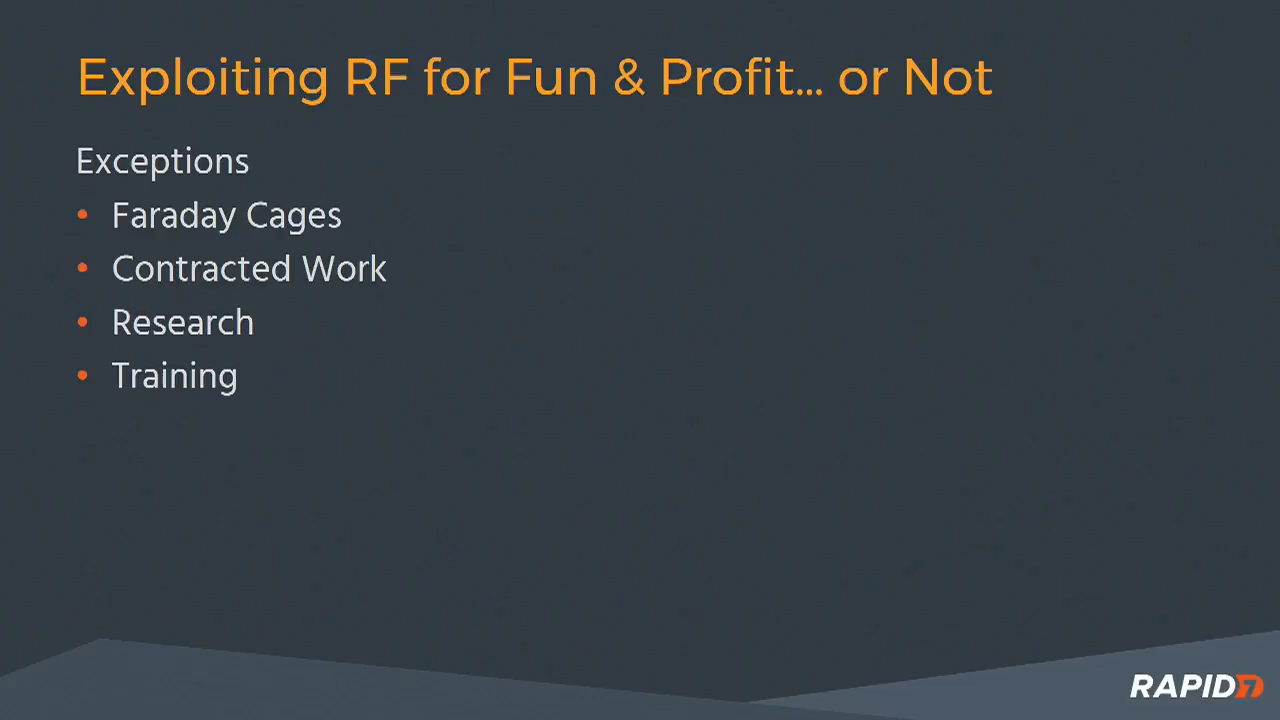 Exploiting RF for Fun & Profit... or Not
Exceptions
• Faraday Cages
• Contracted Work
• Research
• Training
RAPID7